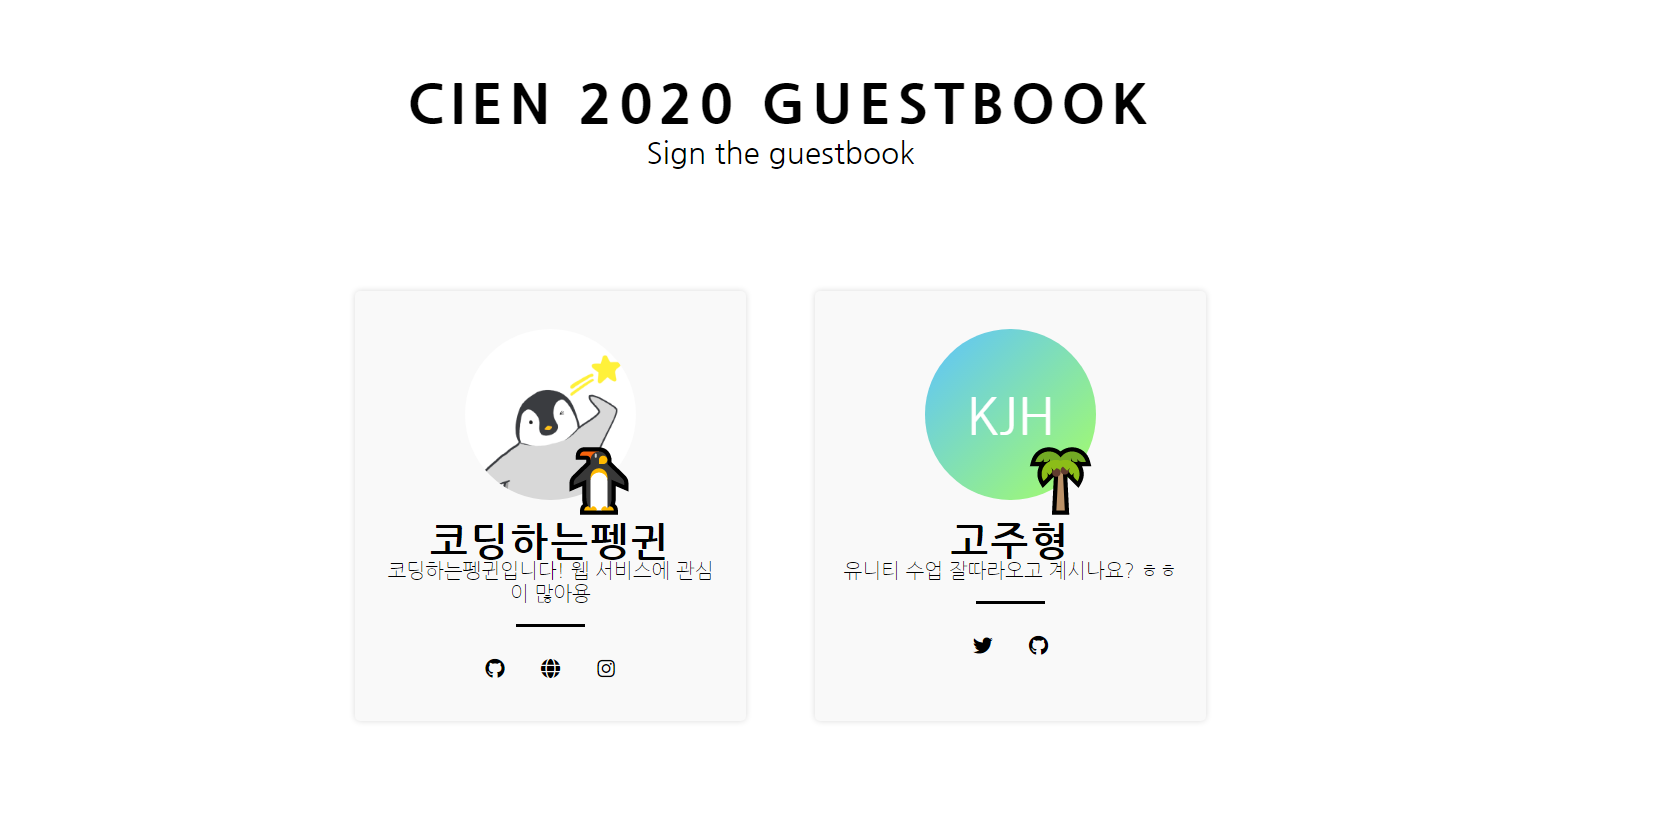 CIEN 2020 GUESTBOOK
Sign the guestbook
코딩하는펭귄
코딩하는펭귄입니다! 웹 서비스에 관심
이 많아용
KJH
고주형
유니티 수업 잘따라오고 계시나요? ㅎㅎ